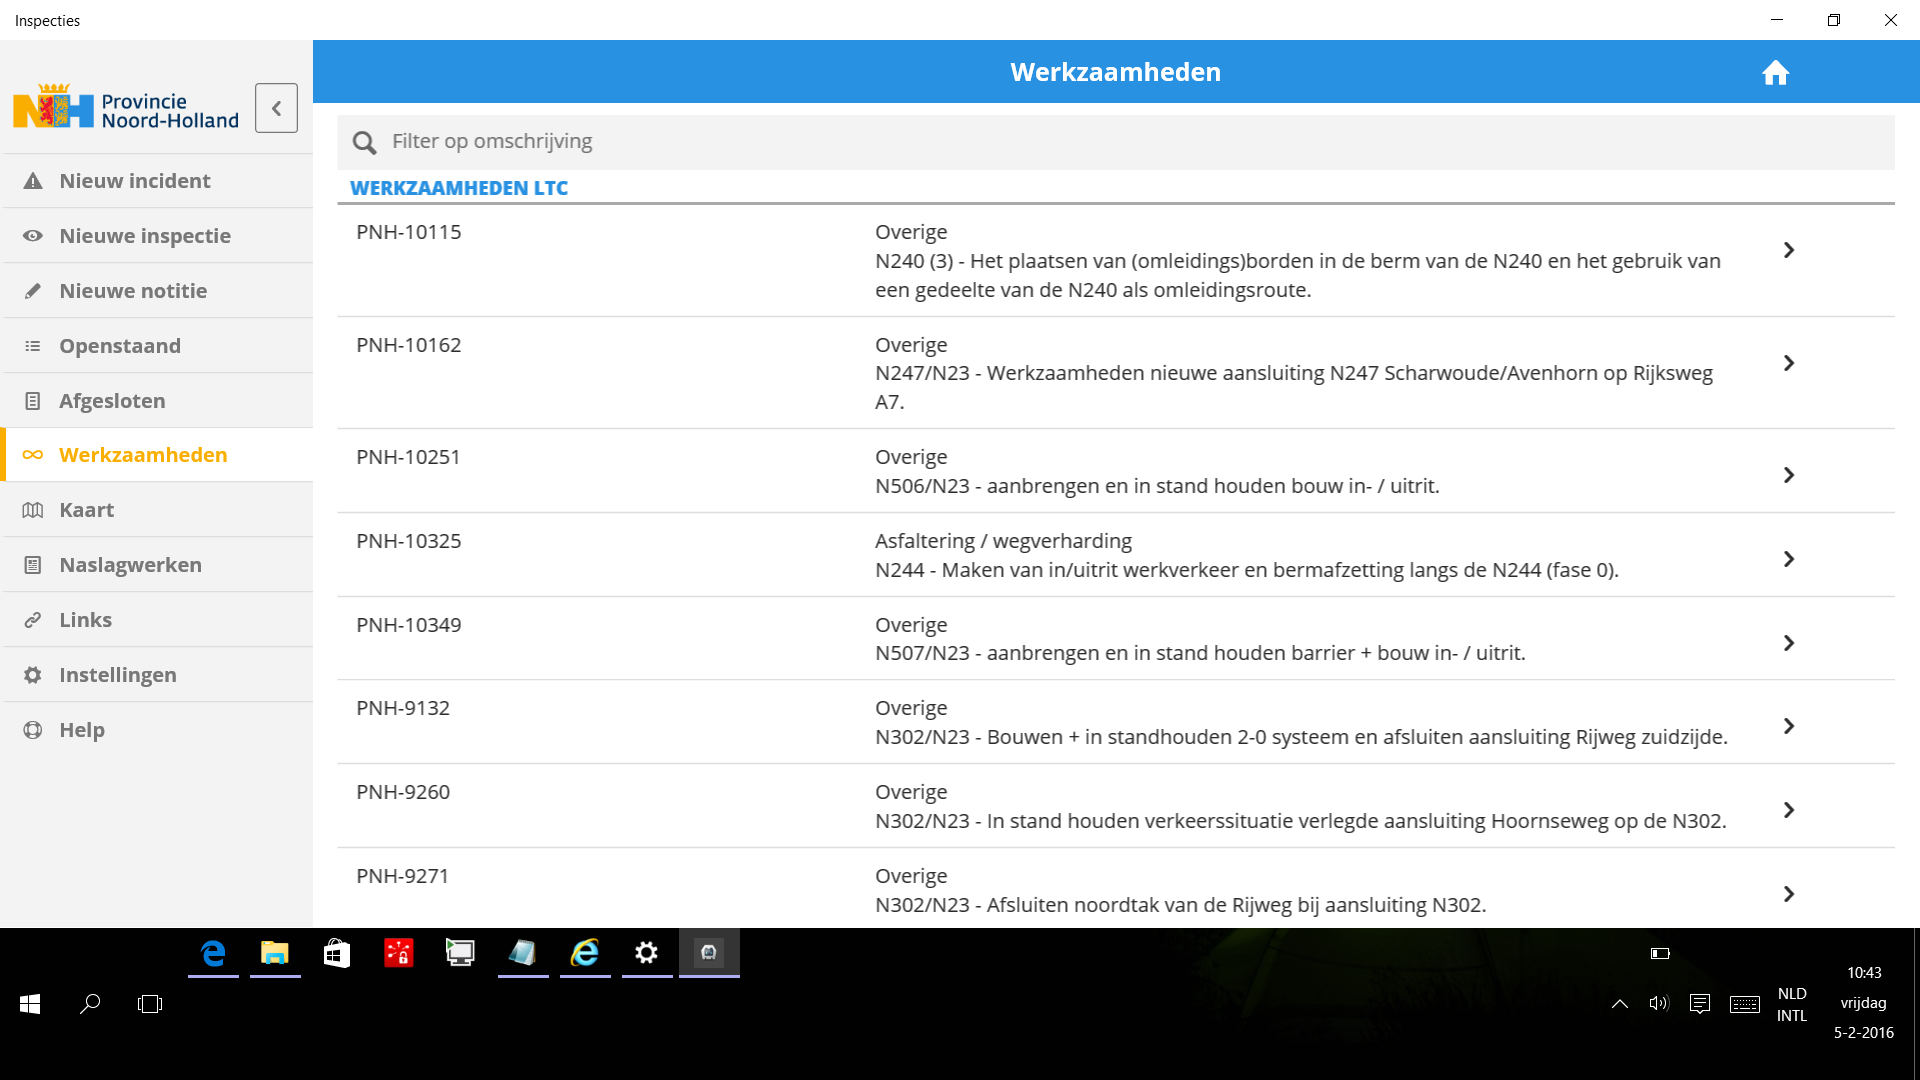 Inspecties
Provincie
Noord-Holland
Werkzaamheden
Nieuw incident
Nieuwe inspectie
Nieuwe notitie
Openstaand
Afgesloten
Werkzaamheden
Kaart
Naslagwerken
Links
Instellingen
Help
Filter op omschrijving
WERKZAAMHEDEN LTC
PNH-10115
Overige
N240 (3) - Het plaatsen van (omleidings)borden in de berm van de N240 en het gebruik van
een gedeelte van de N240 als omleidingsroute.
PNH-10162
Overige
N247/N23 - Werkzaamheden nieuwe aansluiting N247 Scharwoude/Avenhorn op Rijksweg
A7.
PNH-10251
Overige
N506/N23 - aanbrengen en in stand houden bouw in- / uitrit.
PNH-10325
Asfaltering / wegverharding
N244 - Maken van in/uitrit werkverkeer en bermafzetting langs de N244 (fase 0).
PNH-10349
Overige
N507/N23 - aanbrengen en in stand houden barrier + bouw in- / uitrit.
PNH-9132
Overige
N302/N23 - Bouwen + in standhouden 2-0 systeem en afsluiten aansluiting Rijweg zuidzijde.
PNH-9260
Overige
N302/N23 - In stand houden verkeerssituatie verlegde aansluiting Hoornseweg op de N302.
PNH-9271
Overige
N302/N23 - Afsluiten noordtak van de Rijweg bij aansluiting N302.
NLD
INTL
10:43
vrijdag
5-2-2016